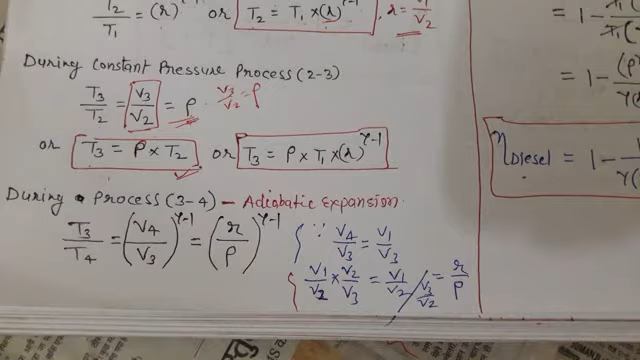 T₂/T₁ = (r)^(γ-1) or T₂ = T₁ × (r)^(γ-1), r = V₁/V₂
During Constant Pressure Process (2-3)
T₃/T₂ = V₃/V₂ = ρ V₃/V₂ = ρ
or T₃ = ρ × T₂ or T₃ = ρ × T₁ × (r)^(γ-1)
During Process (3-4) - Adiabatic Expansion
T₃/T₄ = (V₄/V₃)^(γ-1) = (r/ρ)^(γ-1) { ∵ V₄/V₃ = V₁/V₃
{ V₁/V₂ × V₂/V₃ = V₁/V₂ / V₃/V₂ = r/ρ
= 1 -
= 1 -
η Diesel = 1 -